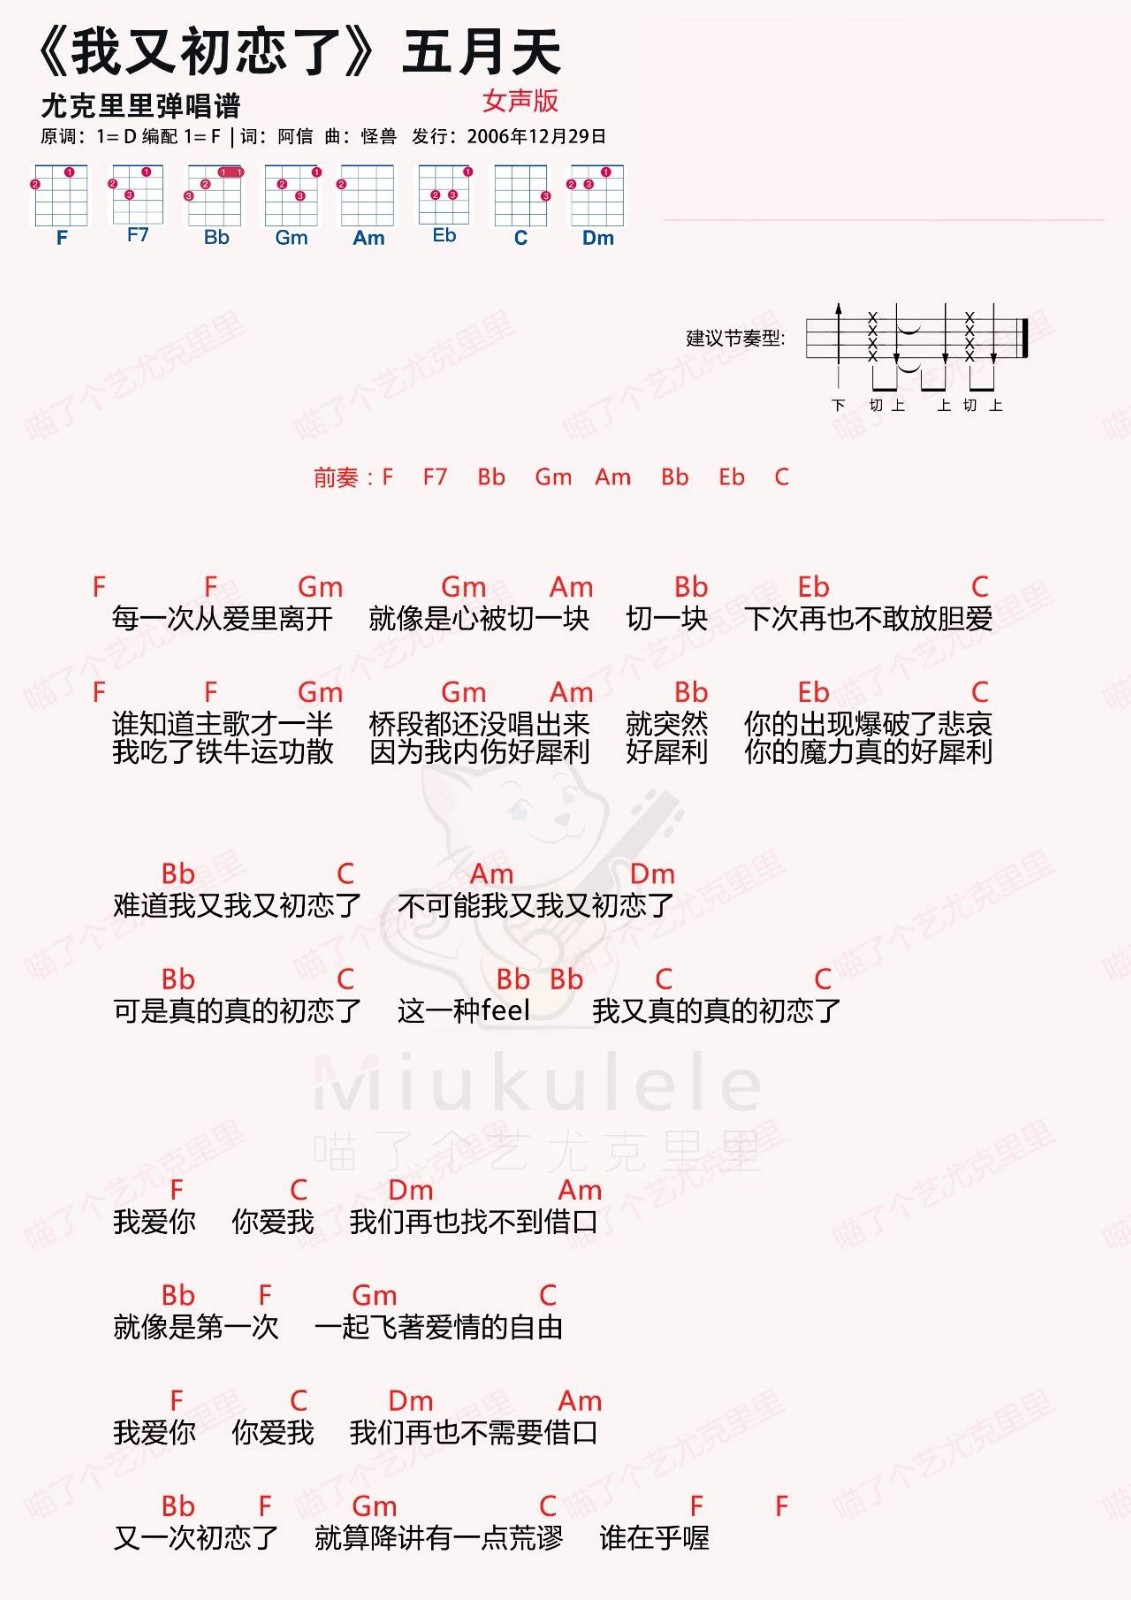 《我又初恋了》五月天
尤克里里弹唱谱
女声版
原调：1=D 编配 1=F | 词：阿信 曲：怪兽 发行：2006年12月29日
F F7 Bb Gm Am Eb C Dm
建议节奏型:
下 切 上 上 切 上
前奏：F F7 Bb Gm Am Bb Eb C
F F Gm Gm Am Bb Eb C
每一次从爱里离开 就像是心被切一块 切一块 下次再也不敢放胆爱
F F Gm Gm Am Bb Eb C
谁知道主歌才一半 桥段都还没唱出来 就突然 你的出现爆破了悲哀
我吃了铁牛运功散 因为我内伤好犀利 好犀利 你的魔力真的好犀利
Bb C Am Dm
难道我又我又初恋了 不可能我又我又初恋了
Bb C Bb Bb C C
可是真的真的初恋了 这一种feel 我又真的真的初恋了
Miukulele
喵了个艺尤克里里
F C Dm Am
我爱你 你爱我 我们再也找不到借口
Bb F Gm C
就像是第一次 一起飞著爱情的自由
F C Dm Am
我爱你 你爱我 我们再也不需要借口
Bb F Gm C F F
又一次初恋了 就算降讲有一点荒谬 谁在乎喔